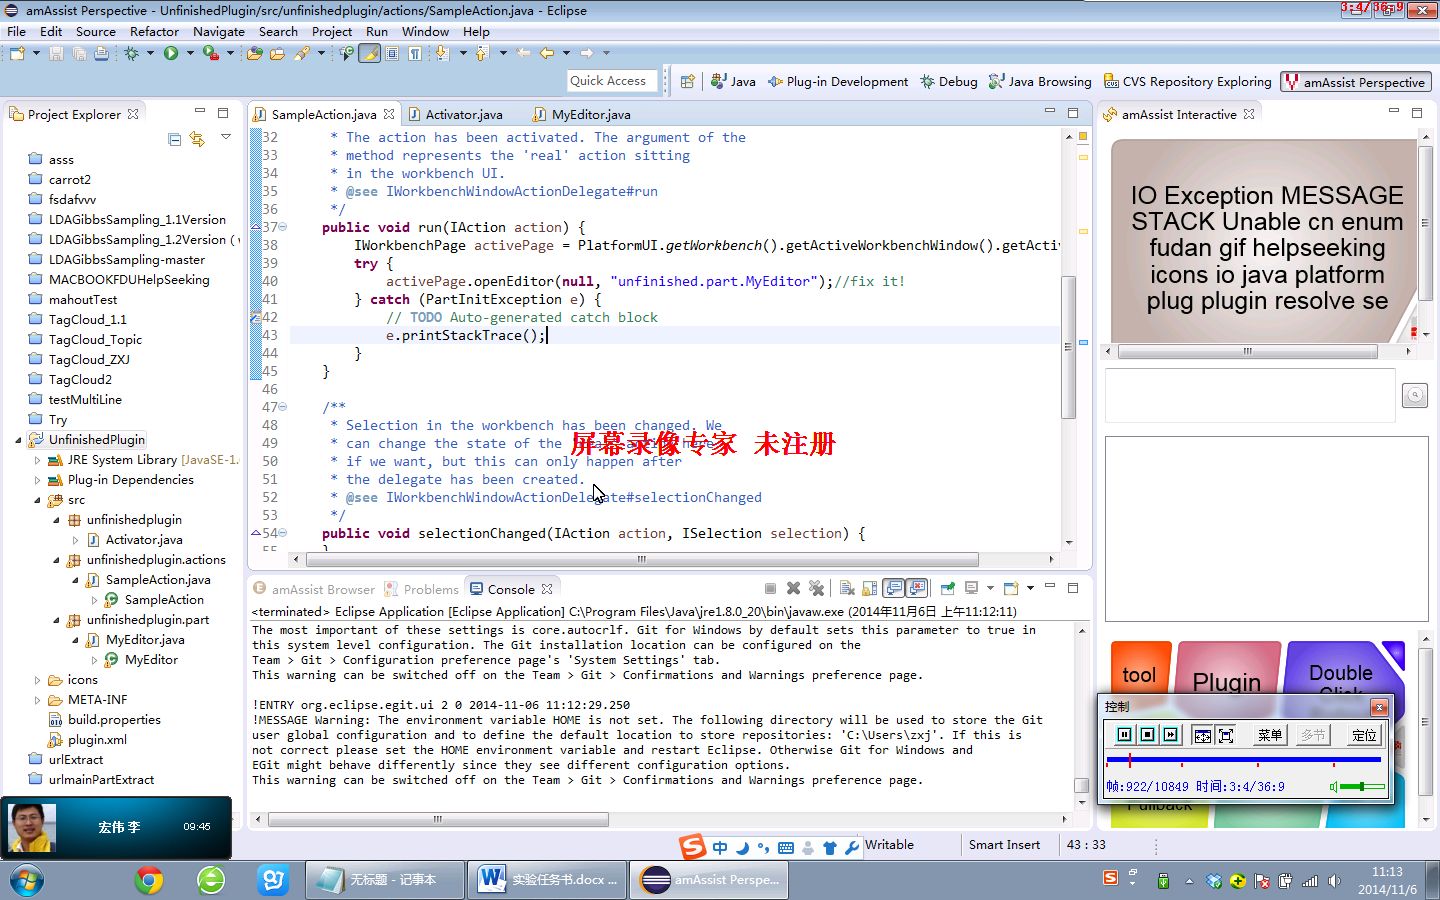 amAssist Perspective - UnfinishedPlugin/src/unfinishedplugin/actions/SampleAction.java - Eclipse
3:4/36:9
File Edit Source Refactor Navigate Search Project Run Window Help
Quick Access
Java
Plug-in Development
Debug
Java Browsing
CVS Repository Exploring
amAssist Perspective
Project Explorer
asss
carrot2
fsdafvvv
LDAGibbsSampling_1.1Version
LDAGibbsSampling_1.2Version (
LDAGibbsSampling-master
MACBOOKFDUHelpSeeking
mahoutTest
TagCloud_1.1
TagCloud_Topic
TagCloud_ZXJ
TagCloud2
testMultiLine
Try
UnfinishedPlugin
JRE System Library [JavaSE-1.
Plug-in Dependencies
src
unfinishedplugin
Activator.java
unfinishedplugin.actions
SampleAction.java
SampleAction
unfinishedplugin.part
MyEditor.java
MyEditor
icons
META-INF
build.properties
plugin.xml
urlExtract
urlmainPartExtract
SampleAction.java
Activator.java
MyEditor.java
32 * The action has been activated. The argument of the
33 * method represents the 'real' action sitting
34 * in the workbench UI.
35 * @see IWorkbenchWindowActionDelegate#run
36 */
37 public void run(IAction action) {
38 IWorkbenchPage activePage = PlatformUI.getWorkbench().getActiveWorkbenchWindow().getActiv
39 try {
40 activePage.openEditor(null, "unfinished.part.MyEditor");//fix it!
41 } catch (PartInitException e) {
42 // TODO Auto-generated catch block
43 e.printStackTrace();
44 }
45 }
46
47 /**
48 * Selection in the workbench has been changed. We
49 * can change the state of the
50 * if we want, but this can only happen after
51 * the delegate has been created.
52 * @see IWorkbenchWindowActionDelegate#selectionChanged
53 */
54 public void selectionChanged(IAction action, ISelection selection) {
55 }
屏幕录像专家 未注册
amAssist Browser
Problems
Console
<terminated> Eclipse Application [Eclipse Application] C:\Program Files\Java\jre1.8.0_20\bin\javaw.exe (2014年11月6日 上午11:12:11)
The most important of these settings is core.autocrlf. Git for Windows by default sets this parameter to true in
this system level configuration. The Git installation location can be configured on the
Team > Git > Configuration preference page's 'System Settings' tab.
This warning can be switched off on the Team > Git > Confirmations and Warnings preference page.
!ENTRY org.eclipse.egit.ui 2 0 2014-11-06 11:12:29.250
!MESSAGE Warning: The environment variable HOME is not set. The following directory will be used to store the Git
user global configuration and to define the default location to store repositories: 'C:\Users\zxj'. If this is
not correct please set the HOME environment variable and restart Eclipse. Otherwise Git for Windows and
EGit might behave differently since they see different configuration options.
This warning can be switched off on the Team > Git > Confirmations and Warnings preference page.
amAssist Interactive
IO Exception MESSAGE
STACK Unable cn enum
fudan gif helpseeking
icons io java platform
plug plugin resolve se
tool
Plugin
Double
Click
Fullback
控制
菜单
多节
定位
帧:922/10849 时间:3:4/36:9
宏伟 李
09:45
中
Writable
Smart Insert
43 : 33
无标题 - 记事本
实验任务书.docx ...
amAssist Perspe...
11:13
2014/11/6